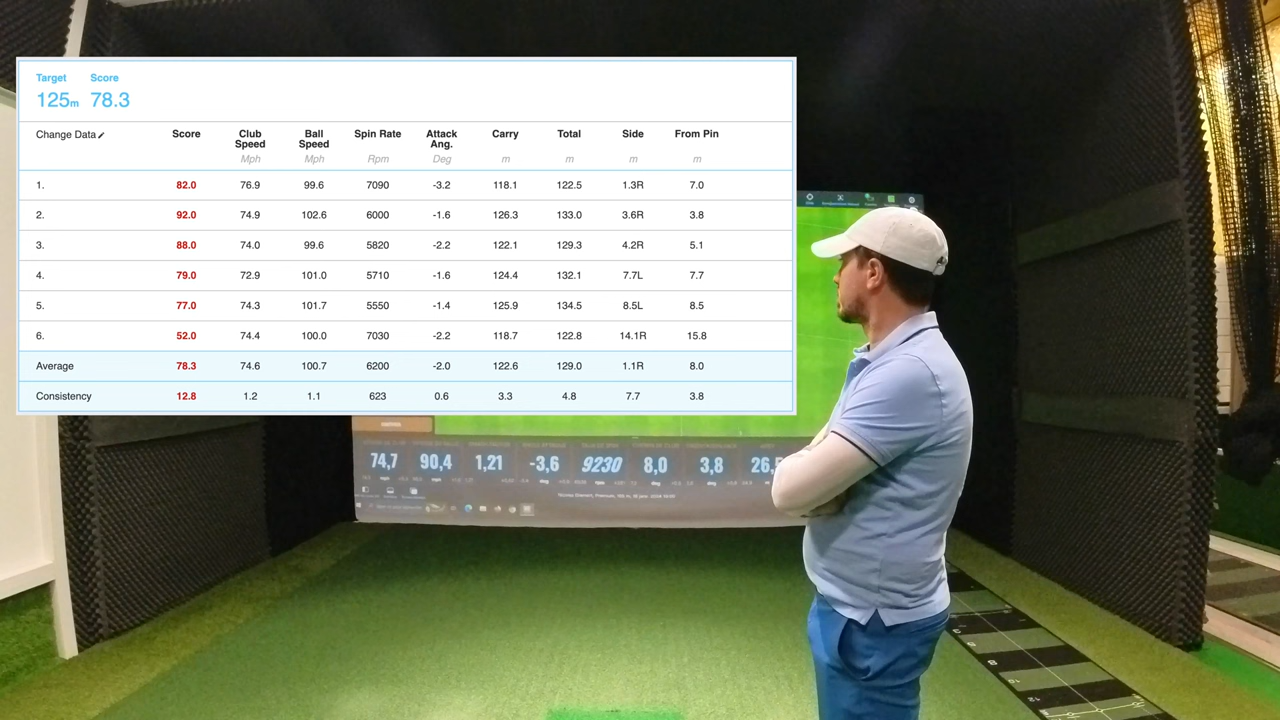 Target Score
125m 78.3
Change Data Score Club Speed Ball Speed Spin Rate Attack Ang. Carry Total Side From Pin
Mph Mph Rpm Deg m m m m
1. 82.0 76.9 99.6 7090 -3.2 118.1 122.5 1.3R 7.0
2. 92.0 74.9 102.6 6000 -1.6 126.3 133.0 3.6R 3.8
3. 88.0 74.0 99.6 5820 -2.2 122.1 129.3 4.2R 5.1
4. 79.0 72.9 101.0 5710 -1.6 124.4 132.1 7.7L 7.7
5. 77.0 74.3 101.7 5550 -1.4 125.9 134.5 8.5L 8.5
6. 52.0 74.4 100.0 7030 -2.2 118.7 122.8 14.1R 15.8
Average 78.3 74.6 100.7 6200 -2.0 122.6 129.0 1.1R 8.0
Consistency 12.8 1.2 1.1 623 0.6 3.3 4.8 7.7 3.8
74,7 90,4 1,21 -3,6 9230 8,0 3,8